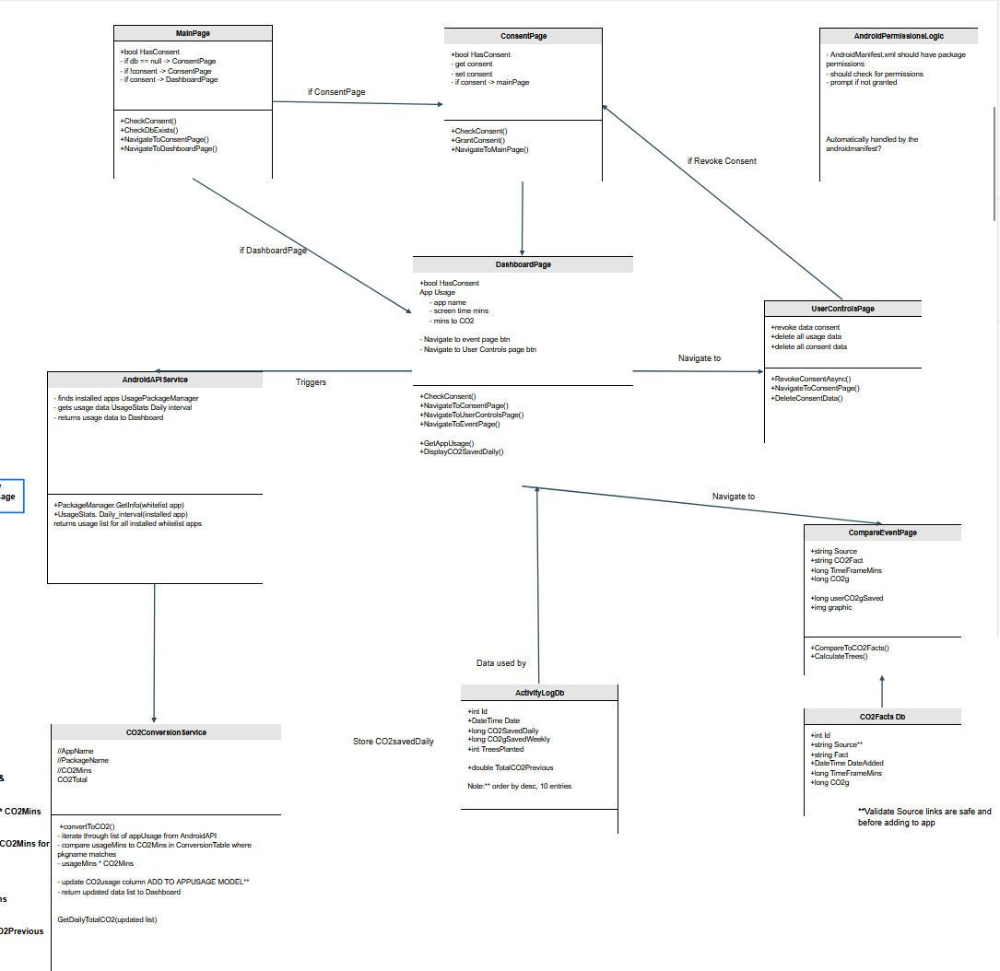 MainPage
+bool HasConsent
- if db == null -> ConsentPage
- if !consent -> ConsentPage
- if consent -> DashboardPage
+CheckConsent()
+CheckDbExists()
+NavigateToConsentPage()
+NavigateToDashboardPage()
if ConsentPage
ConsentPage
+bool HasConsent
- get consent
- set consent
- if consent -> mainPage
+CheckConsent()
+GrantConsent()
+NavigateToMainPage()
AndroidPermissionsLogic
- AndroidManifest.xml should have package
permissions
- should check for permissions
- prompt if not granted
Automatically handled by the
androidmanifest?
if Revoke Consent
if DashboardPage
DashboardPage
+bool HasConsent
App Usage
- app name
- screen time mins
- mins to CO2
- Navigate to event page btn
- Navigate to User Controls page btn
+CheckConsent()
+NavigateToConsentPage()
+NavigateToUserControlsPage()
+NavigateToEventPage()
+GetAppUsage()
+DisplayCO2SavedDaily()
Navigate to
UserControlsPage
+revoke data consent
+delete all usage data
+delete all consent data
+RevokeConsentAsync()
+NavigateToConsentPage()
+DeleteConsentData()
Triggers
AndroidAPIService
- finds installed apps UsagePackageManager
- gets usage data UsageStats Daily interval
- returns usage data to Dashboard
+PackageManager.GetInfo(whitelist app)
+UsageStats. Daily_interval(installed app)
returns usage list for all installed whitelist apps
Navigate to
CompareEventPage
+string Source
+string CO2Fact
+long TimeFrameMins
+long CO2g
+long userCO2gSaved
+img graphic
+CompareToCO2Facts()
+CalculateTrees()
Data used by
ActivityLogDb
+int Id
+DateTime Date
+long CO2SavedDaily
+long CO2gSavedWeekly
+int TreesPlanted
+double TotalCO2Previous
Note:** order by desc, 10 entries
Store CO2savedDaily
CO2Facts Db
+int Id
+string Source**
+string Fact
+DateTime DateAdded
+long TimeFrameMins
+long CO2g
**Validate Source links are safe and
before adding to app
CO2ConversionService
//AppName
//PackageName
//CO2Mins
CO2Total
+convertToCO2()
- iterate through list of appUsage from AndroidAPI
- compare usageMins to CO2Mins in ConversionTable where
pkgname matches
- usageMins * CO2Mins
- update CO2usage column ADD TO APPUSAGE MODEL**
- return updated data list to Dashboard
GetDailyTotalCO2(updated list)
&
* CO2Mins
CO2Mins for